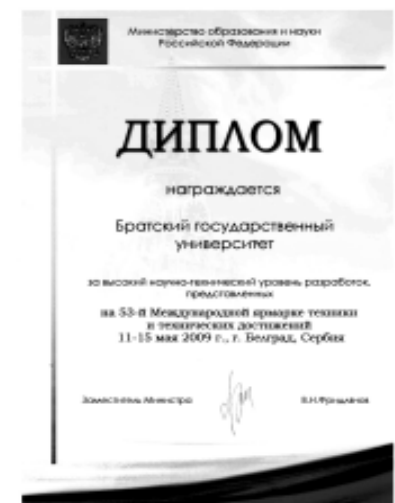 Министерство образования и науки
Российской Федерации
ДИПЛОМ
награждается
Братский государственный
университет
за высокий научно-технический уровень разработок,
представленных
на 53-й Международной ярмарке техники
и технических достижений
11-15 мая 2009 г., г. Белград, Сербия
Заместитель Министра